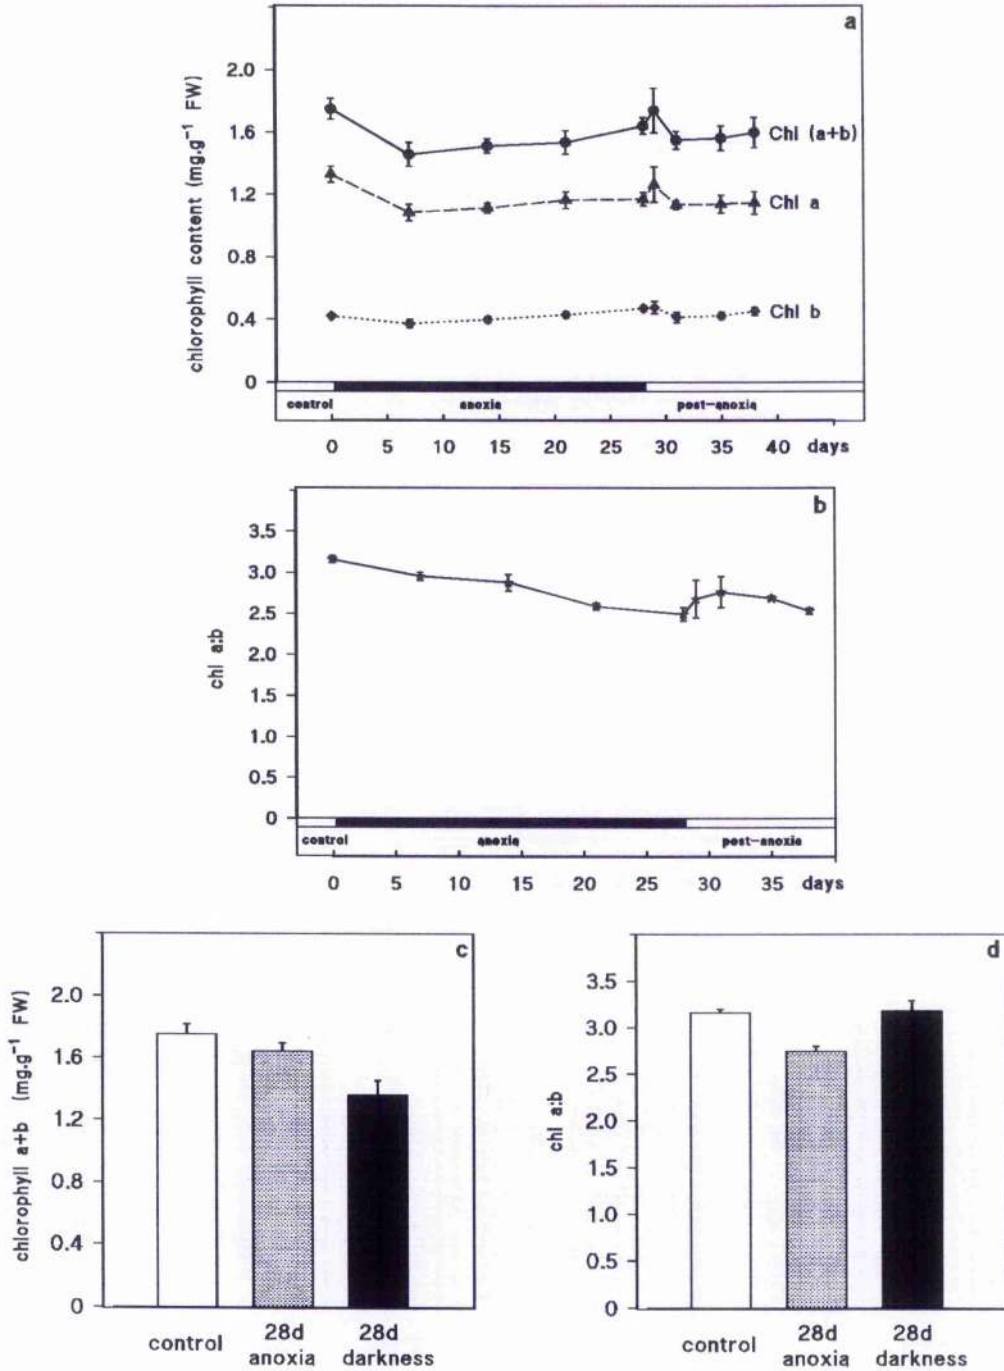 a
chlorophyll content (mg.g⁻¹ FW)
2.0
1.6
1.2
0.8
0.4
0
Chl (a+b)
Chl a
Chl b
control anoxia post-anoxia
0 5 10 15 20 25 30 35 40 days
b
chl a:b
3.5
3.0
2.5
2.0
1.5
1.0
0.5
0
control anoxia post-anoxia
0 5 10 15 20 25 30 35 days
c
chlorophyll a+b (mg.g⁻¹ FW)
2.0
1.6
1.2
0.8
0.4
0
control
28d
anoxia
28d
darkness
d
chl a:b
3.5
3.0
2.5
2.0
1.5
1.0
0.5
0
control
28d
anoxia
28d
darkness